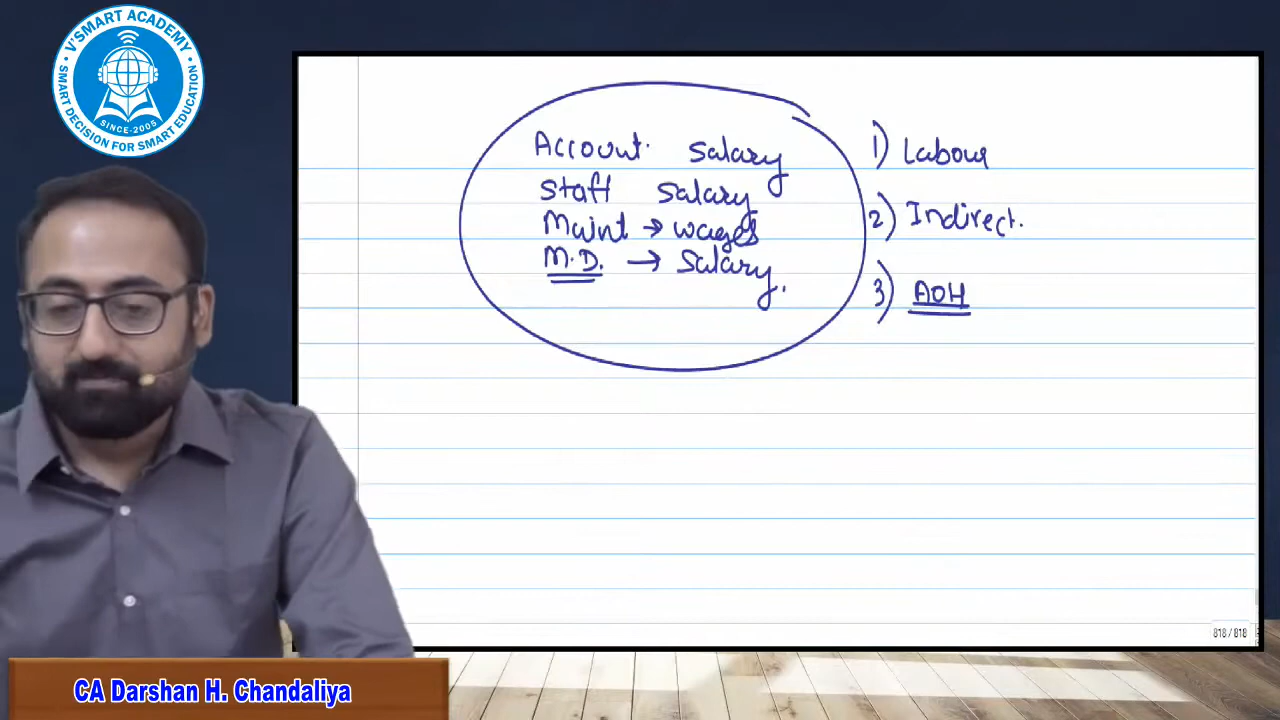 V'SMART ACADEMY
SINCE-2005
SMART DECISION FOR SMART EDUCATION
Account. Salary
Staff Salary
Maint → wages
M.D. → Salary.
1) Labour
2) Indirect.
3) AOH
818 / 818
CA Darshan H. Chandaliya